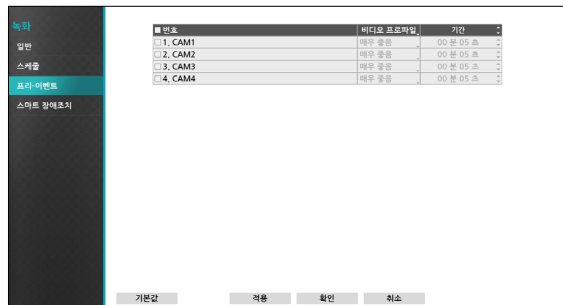 녹화
일반
스케줄
프리-이벤트
스마트 장애조치
번호 비디오 프로파일 기간
1. CAM1 매우 좋음 00 분 05 초
2. CAM2 매우 좋음 00 분 05 초
3. CAM3 매우 좋음 00 분 05 초
4. CAM4 매우 좋음 00 분 05 초
기본값 적용 확인 취소